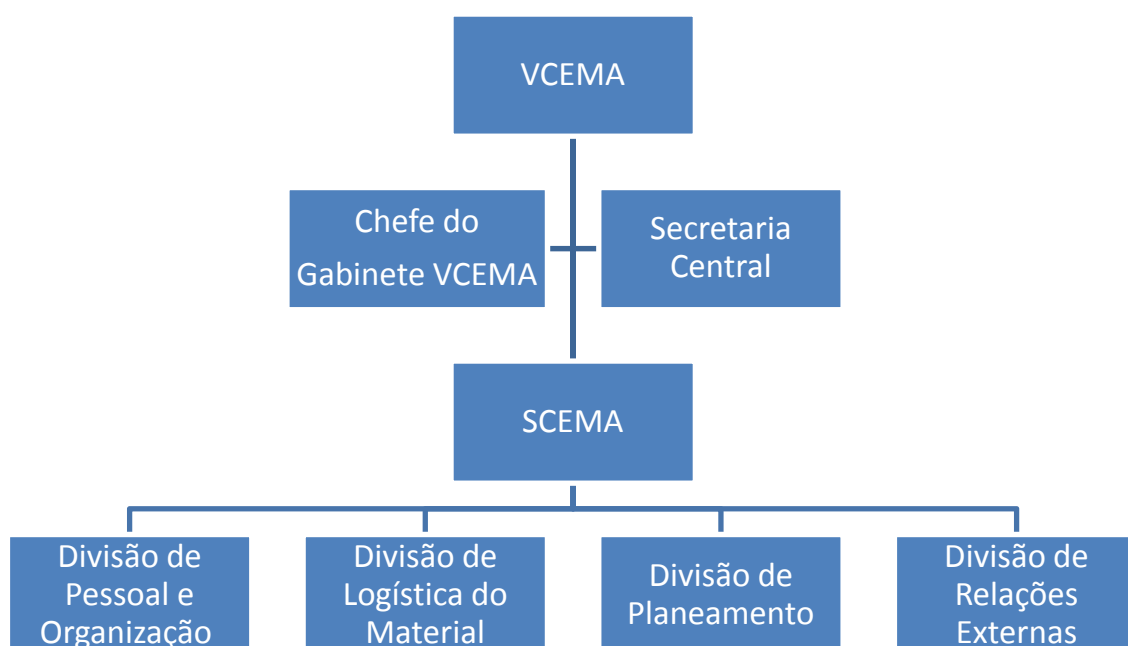 VCEMA
Chefe do
Gabinete VCEMA
Secretaria
Central
SCEMA
Divisão de
Pessoal e
Organização
Divisão de
Logística do
Material
Divisão de
Planeamento
Divisão de
Relações
Externas